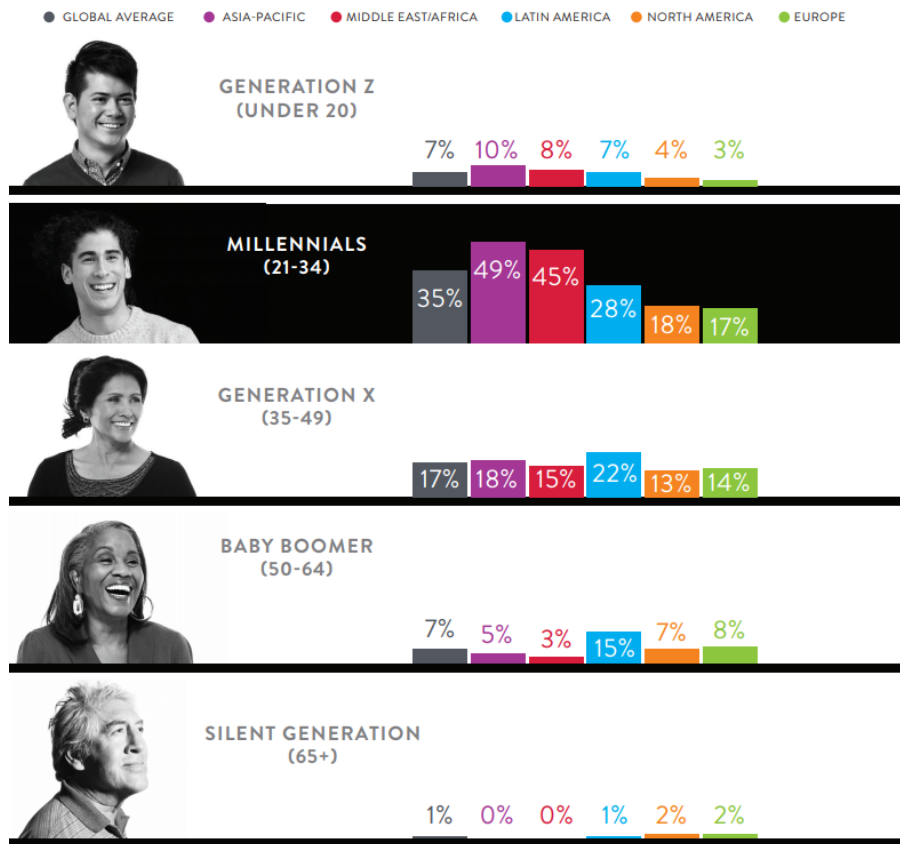 GLOBAL AVERAGE ASIA-PACIFIC MIDDLE EAST/AFRICA LATIN AMERICA NORTH AMERICA EUROPE
GENERATION Z
(UNDER 20)
7% 10% 8% 7% 4% 3%
MILLENNIALS
(21-34)
35% 49% 45% 28% 18% 17%
GENERATION X
(35-49)
17% 18% 15% 22% 13% 14%
BABY BOOMER
(50-64)
7% 5% 3% 15% 7% 8%
SILENT GENERATION
(65+)
1% 0% 0% 1% 2% 2%